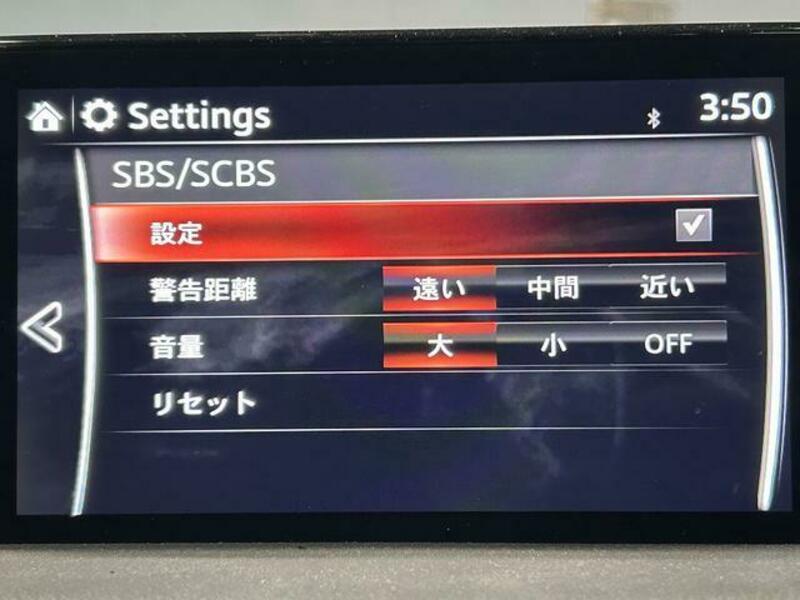 Settings 3:50
SBS/SCBS
設定
警告距離 遠い 中間 近い
音量 大 小 OFF
リセット